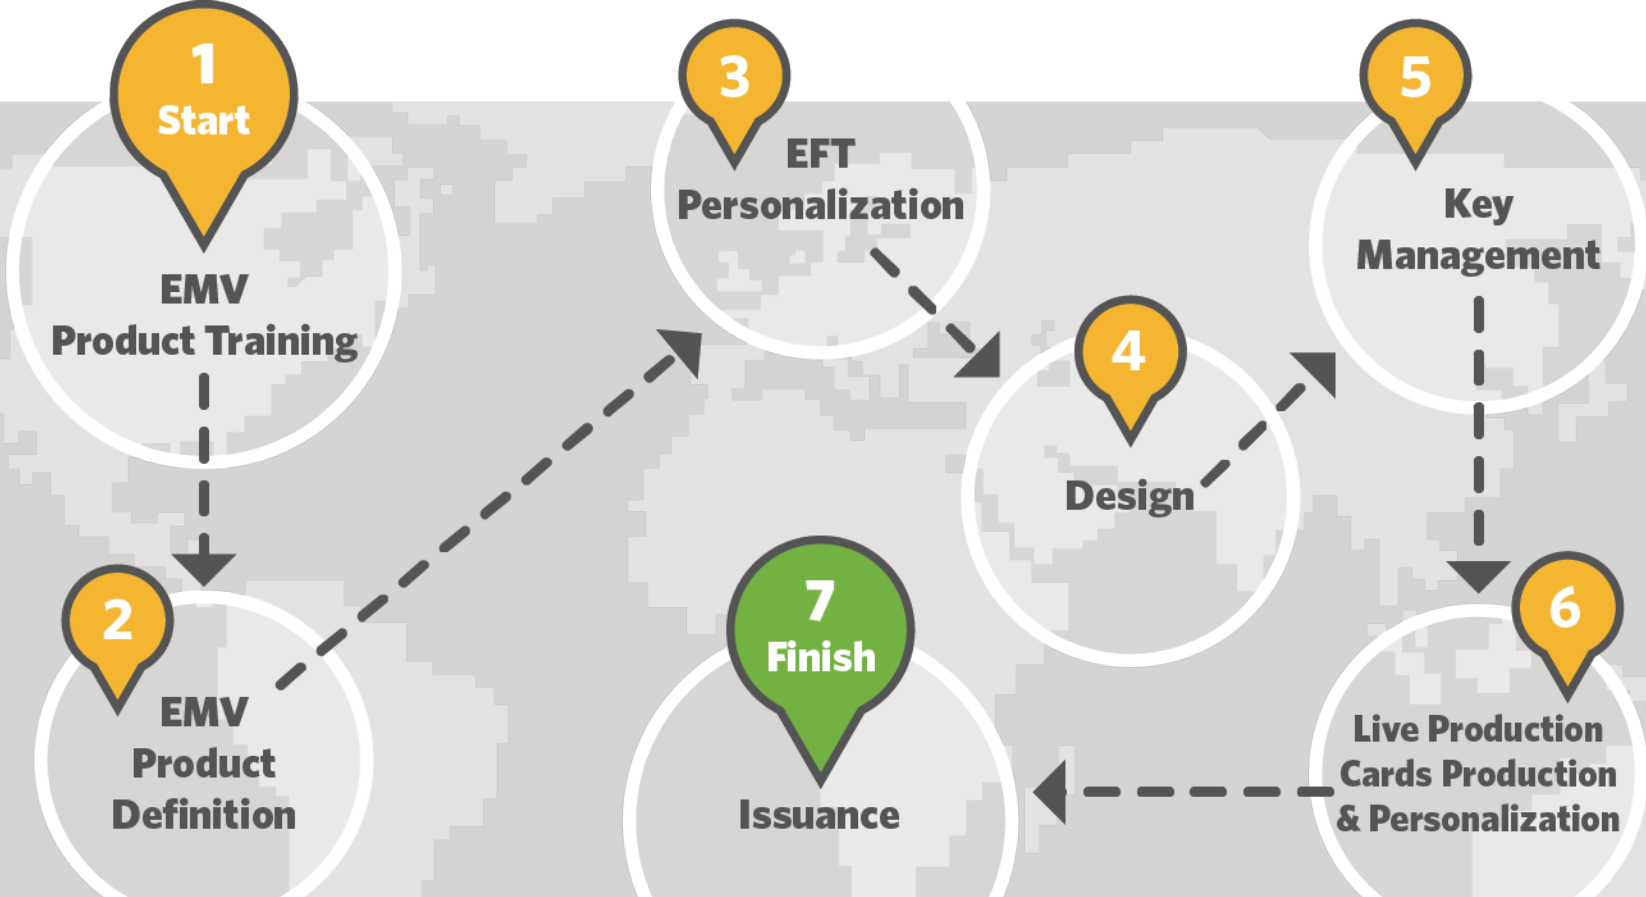 1
Start
EMV
Product Training
2
EMV
Product
Definition
3
EFT
Personalization
4
Design
5
Key
Management
6
Live Production
Cards Production
& Personalization
7
Finish
Issuance